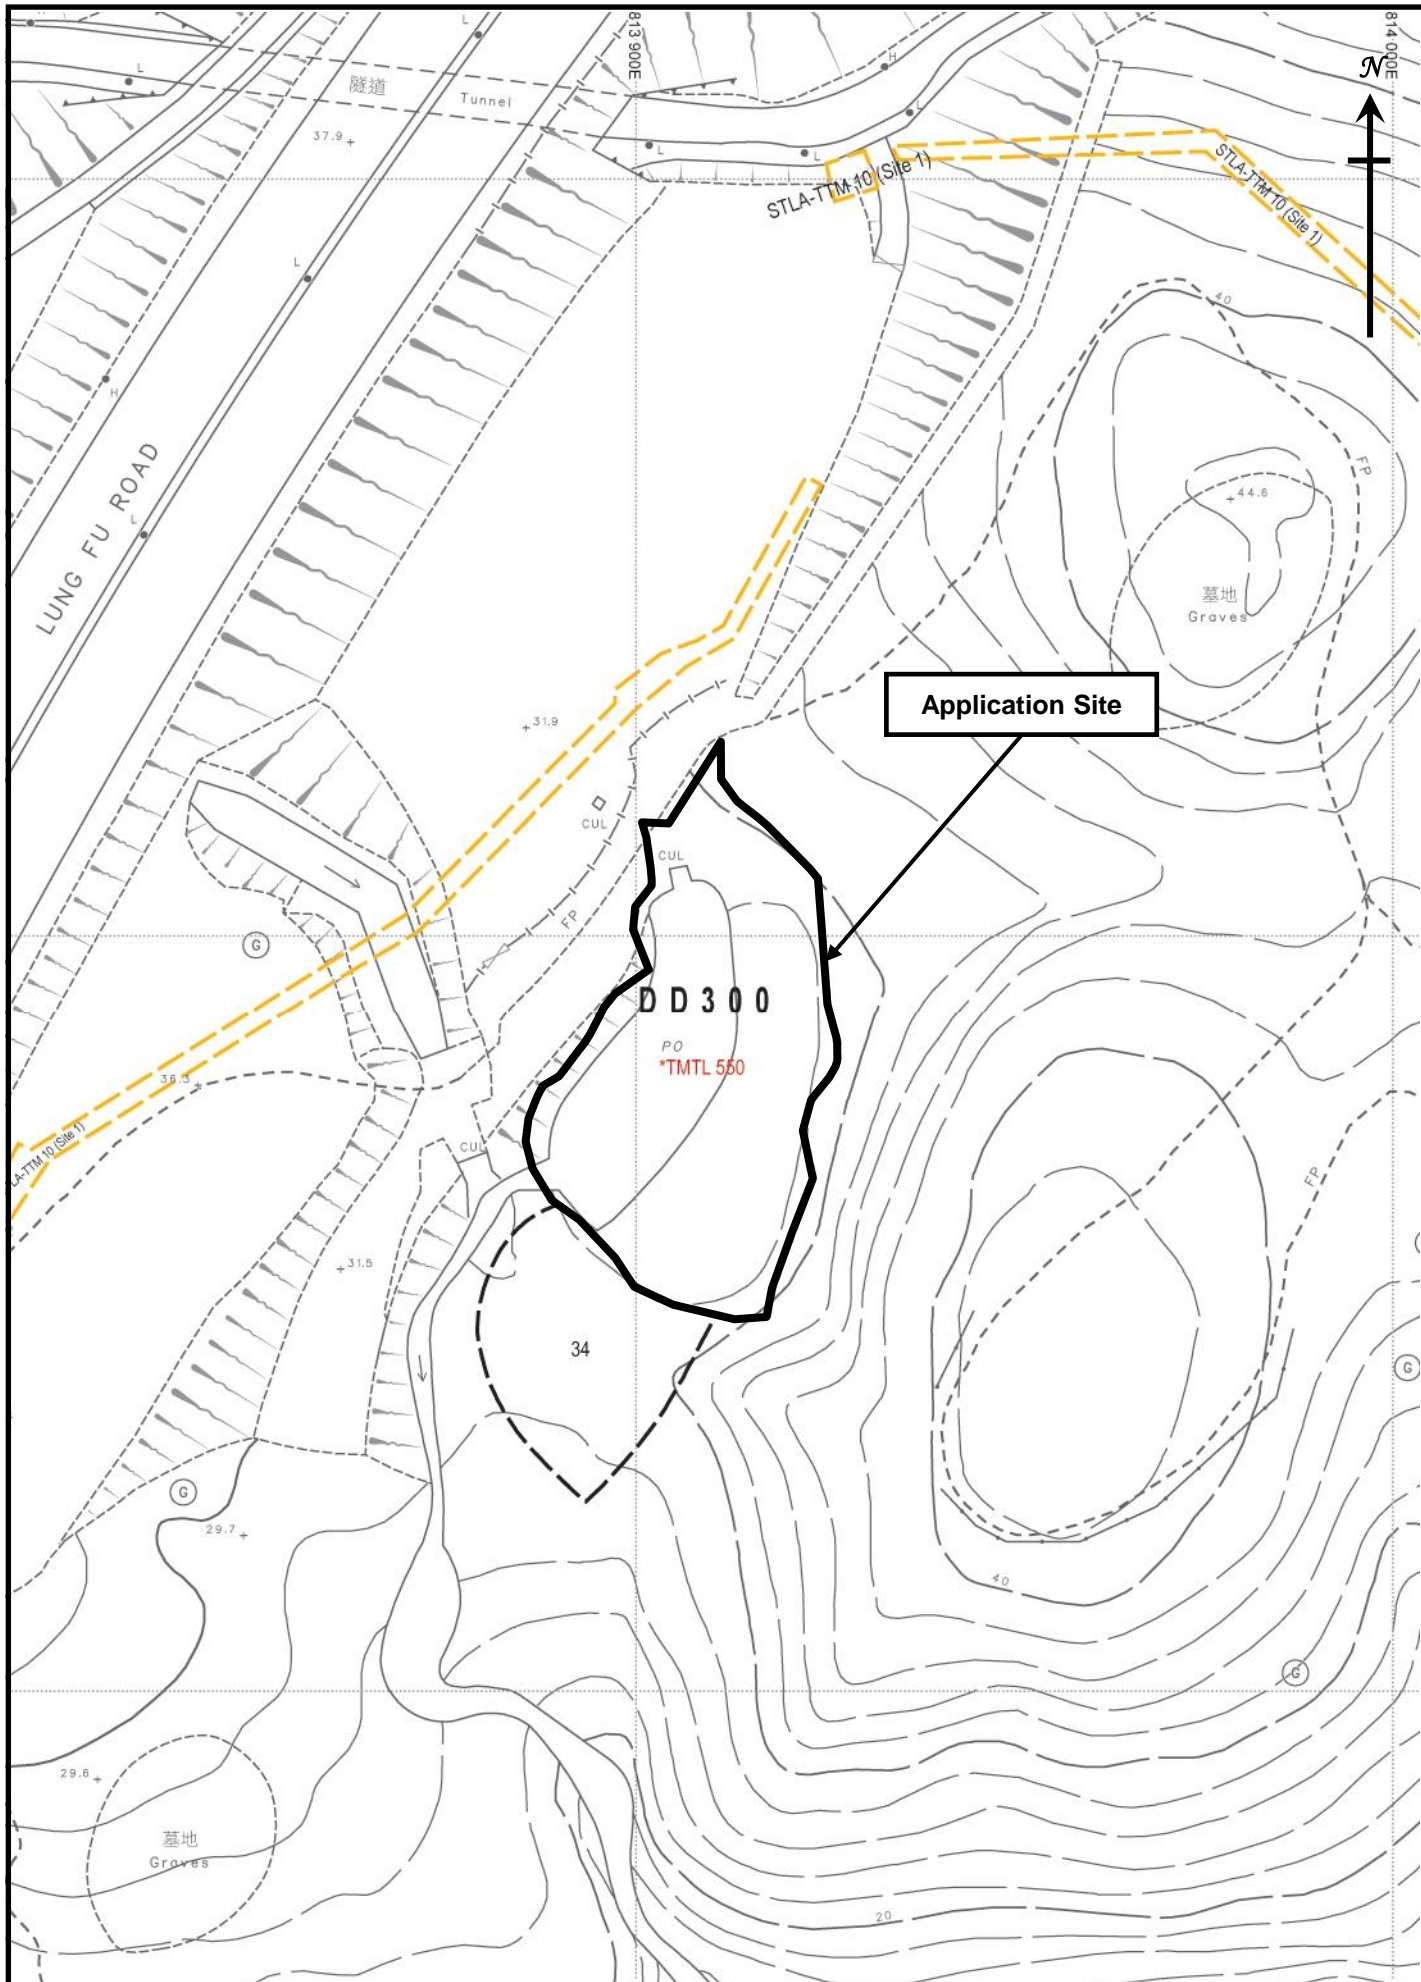 813 900E
814 000E
N
L
L
L
H
隧道
Tunnel
37.9
L
L
L
STLA-TTM 10 (Site 1)
STLA-TTM 10 (Site 1)
L
40
H
LUNG FU ROAD
L
FP
44.6
墓地
Graves
Application Site
31.9
CUL
CUL
FP
G
DD300
PO
*TMTL 550
36.3
LA-TTM 10 (Site 1)
CUL
FP
31.5
34
G
G
29.7
40
G
29.6
墓地
Graves
20